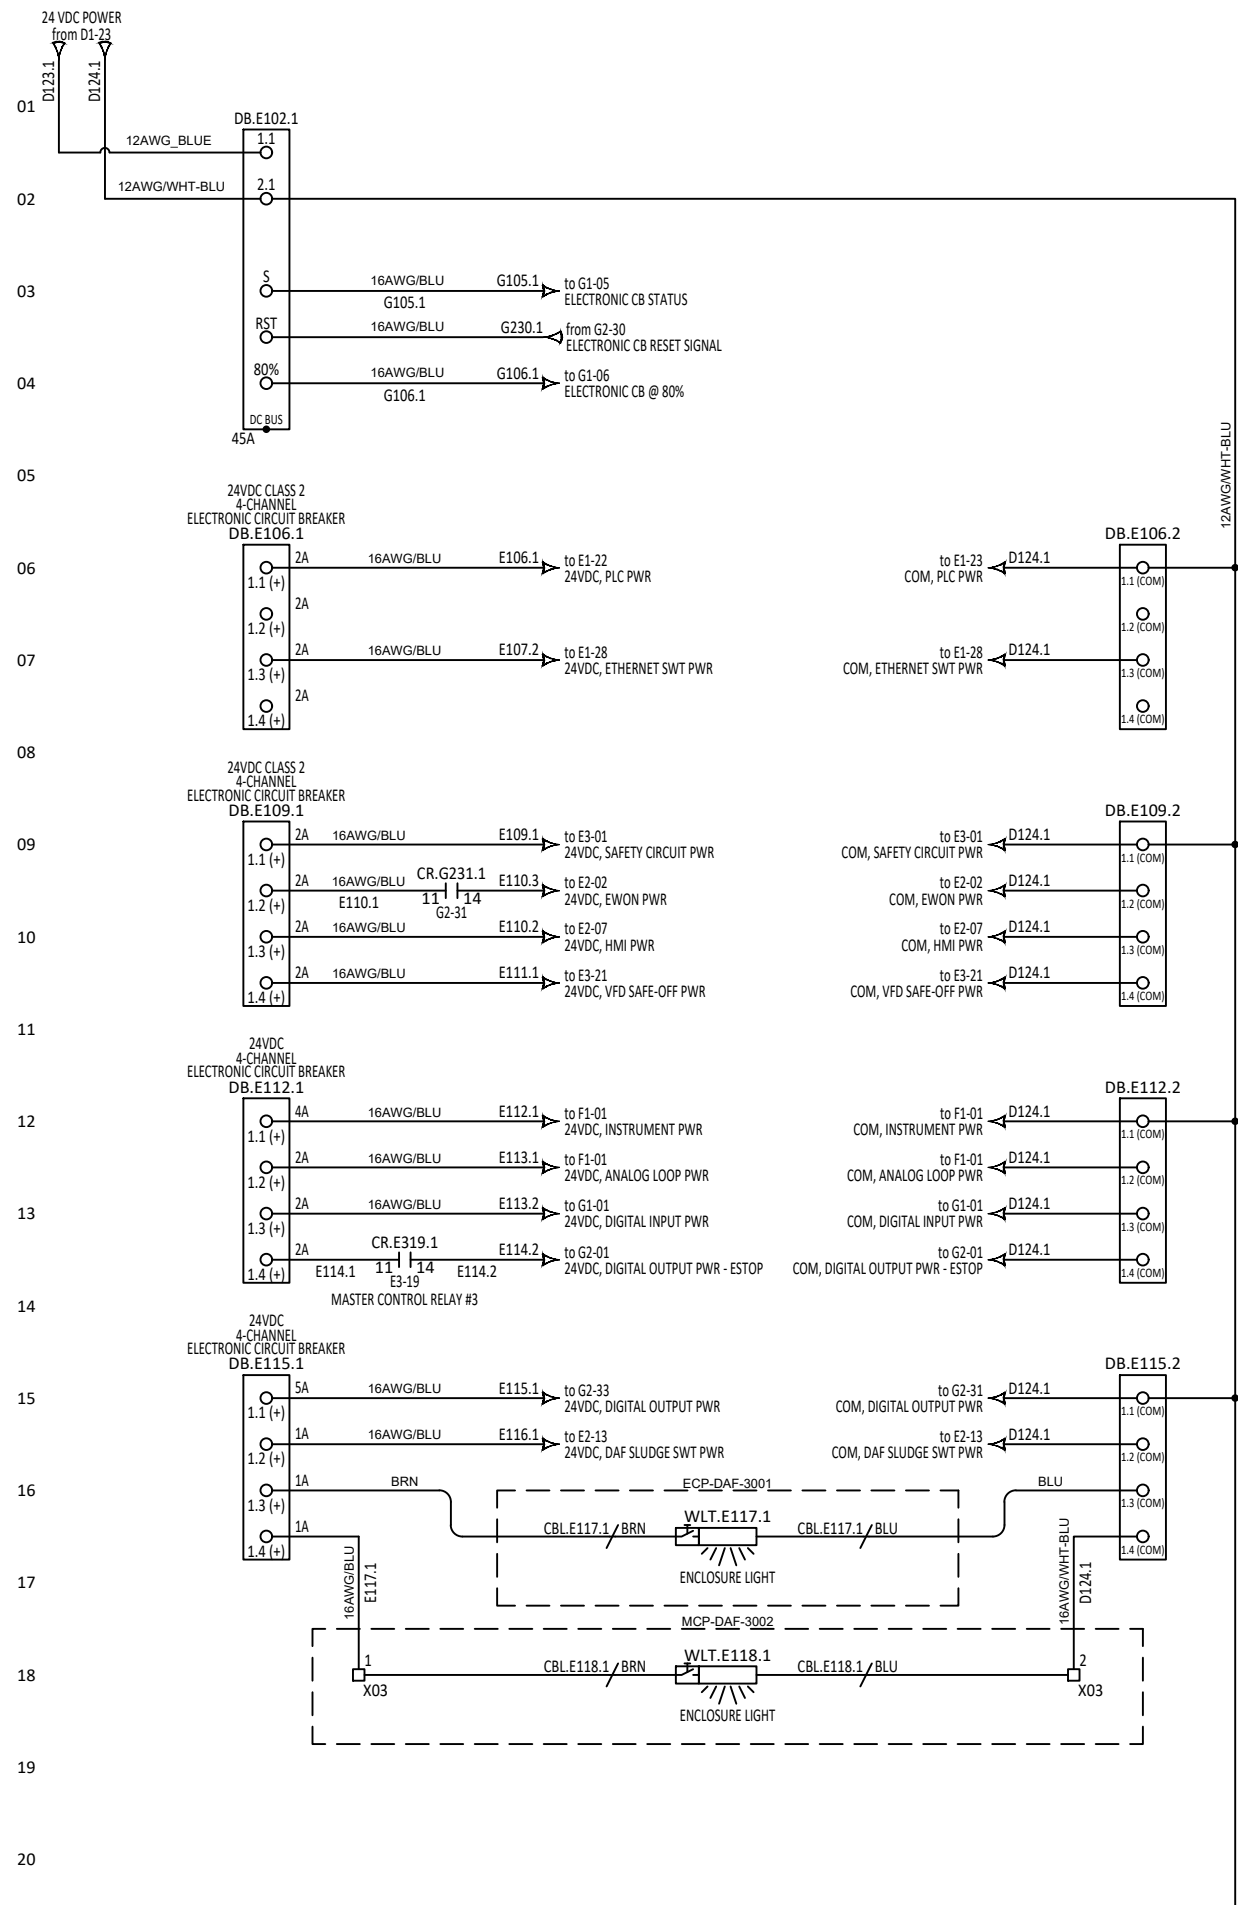 24 VDC POWER
from D1-23
D123.1
D124.1
01
DB.E102.1
12AWG_BLUE
1.1
12AWG/WHT-BLU
2.1
02
S
16AWG/BLU
G105.1
to G1-05
03
G105.1
ELECTRONIC CB STATUS
RST
16AWG/BLU
G230.1
from G2-30
ELECTRONIC CB RESET SIGNAL
80%
16AWG/BLU
G106.1
to G1-06
04
G106.1
ELECTRONIC CB @ 80%
DC BUS
45A
12AWG/WHT-BLU
05
24VDC CLASS 2
4-CHANNEL
ELECTRONIC CIRCUIT BREAKER
DB.E106.1
DB.E106.2
2A
16AWG/BLU
E106.1
to E1-22
to E1-23
D124.1
06
1.1 (+)
24VDC, PLC PWR
COM, PLC PWR
1.1 (COM)
2A
1.2 (+)
1.2 (COM)
2A
16AWG/BLU
E107.2
to E1-28
to E1-28
D124.1
07
1.3 (+)
24VDC, ETHERNET SWT PWR
COM, ETHERNET SWT PWR
1.3 (COM)
2A
1.4 (+)
1.4 (COM)
08
24VDC CLASS 2
4-CHANNEL
ELECTRONIC CIRCUIT BREAKER
DB.E109.1
DB.E109.2
2A
16AWG/BLU
E109.1
to E3-01
to E3-01
D124.1
09
1.1 (+)
24VDC, SAFETY CIRCUIT PWR
COM, SAFETY CIRCUIT PWR
1.1 (COM)
2A
16AWG/BLU
CR.G231.1
E110.3
to E2-02
to E2-02
D124.1
1.2 (+)
E110.1
11
14
G2-31
24VDC, EWON PWR
COM, EWON PWR
1.2 (COM)
2A
16AWG/BLU
E110.2
to E2-07
to E2-07
D124.1
10
1.3 (+)
24VDC, HMI PWR
COM, HMI PWR
1.3 (COM)
2A
16AWG/BLU
E111.1
to E3-21
to E3-21
D124.1
1.4 (+)
24VDC, VFD SAFE-OFF PWR
COM, VFD SAFE-OFF PWR
1.4 (COM)
11
24VDC
4-CHANNEL
ELECTRONIC CIRCUIT BREAKER
DB.E112.1
DB.E112.2
4A
16AWG/BLU
E112.1
to F1-01
to F1-01
D124.1
12
1.1 (+)
24VDC, INSTRUMENT PWR
COM, INSTRUMENT PWR
1.1 (COM)
2A
16AWG/BLU
E113.1
to F1-01
to F1-01
D124.1
1.2 (+)
24VDC, ANALOG LOOP PWR
COM, ANALOG LOOP PWR
1.2 (COM)
2A
16AWG/BLU
E113.2
to G1-01
to G1-01
D124.1
13
1.3 (+)
24VDC, DIGITAL INPUT PWR
COM, DIGITAL INPUT PWR
1.3 (COM)
2A
CR.E319.1
E114.2
to G2-01
to G2-01
D124.1
1.4 (+)
E114.1
11
14
E114.2
E3-19
24VDC, DIGITAL OUTPUT PWR - ESTOP
COM, DIGITAL OUTPUT PWR - ESTOP
1.4 (COM)
MASTER CONTROL RELAY #3
14
24VDC
4-CHANNEL
ELECTRONIC CIRCUIT BREAKER
DB.E115.1
DB.E115.2
5A
16AWG/BLU
E115.1
to G2-33
to G2-31
D124.1
15
1.1 (+)
24VDC, DIGITAL OUTPUT PWR
COM, DIGITAL OUTPUT PWR
1.1 (COM)
1A
16AWG/BLU
E116.1
to E2-13
to E2-13
D124.1
1.2 (+)
24VDC, DAF SLUDGE SWT PWR
COM, DAF SLUDGE SWT PWR
1.2 (COM)
1A
BRN
ECP-DAF-3001
BLU
16
1.3 (+)
1.3 (COM)
1A
CBL.E117.1
BRN
WLT.E117.1
CBL.E117.1
BLU
1.4 (+)
1.4 (COM)
ENCLOSURE LIGHT
17
16AWG/BLU
E117.1
16AWG/WHT-BLU
D124.1
MCP-DAF-3002
1
CBL.E118.1
BRN
WLT.E118.1
CBL.E118.1
BLU
2
18
X03
X03
ENCLOSURE LIGHT
19
20